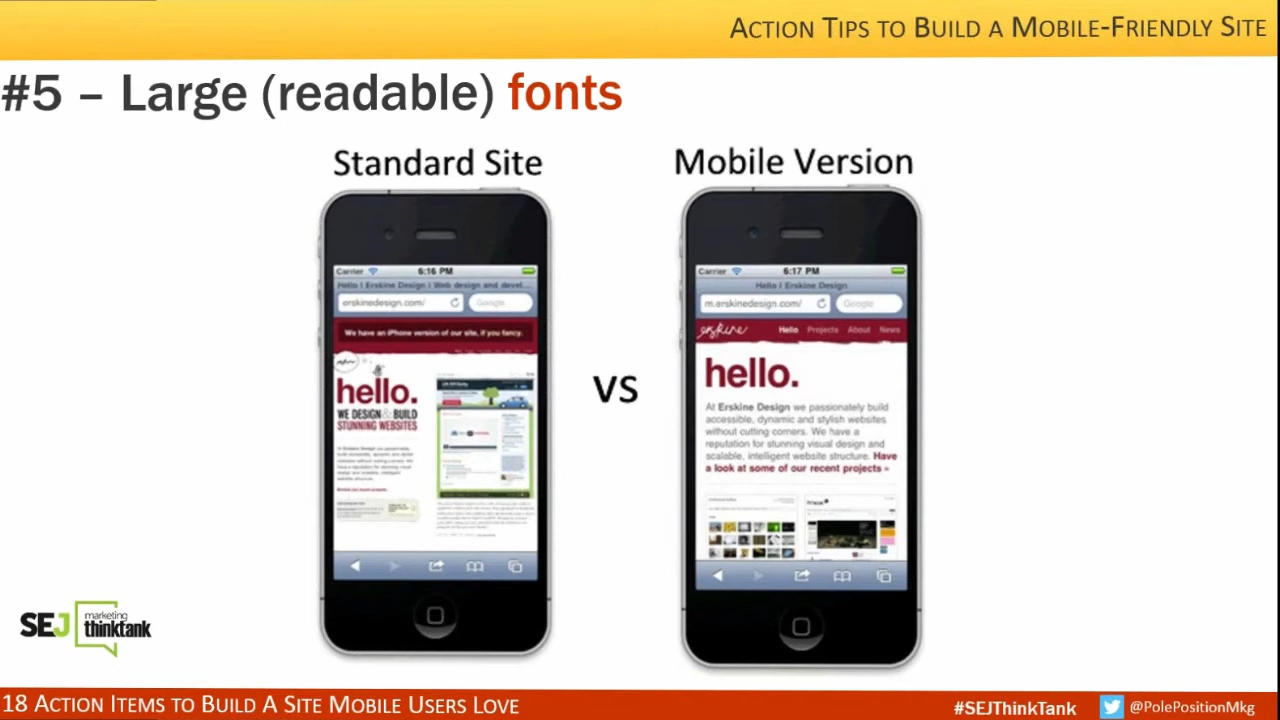 ACTION TIPS TO BUILD A MOBILE-FRIENDLY SITE
#5 – Large (readable) fonts
Standard Site
Mobile Version
Carrier 6:16 PM
Hello | Erskine Design | Web design and devel...
erskinedesign.com/ Google
We have an iPhone version of our site, if you fancy.
hello.
WE DESIGN & BUILD
STUNNING WEBSITES
VS
Carrier 6:17 PM
Hello | Erskine Design
m.erskinedesign.com/ Google
erskine Hello Projects About News
hello.
At Erskine Design we passionately build
accessible, dynamic and stylish websites
without cutting corners. We have a
reputation for stunning visual design and
scalable, intelligent website structure. Have
a look at some of our recent projects »
SEJ marketing
thinktank
18 ACTION ITEMS TO BUILD A SITE MOBILE USERS LOVE
#SEJThinkTank @PolePositionMkg